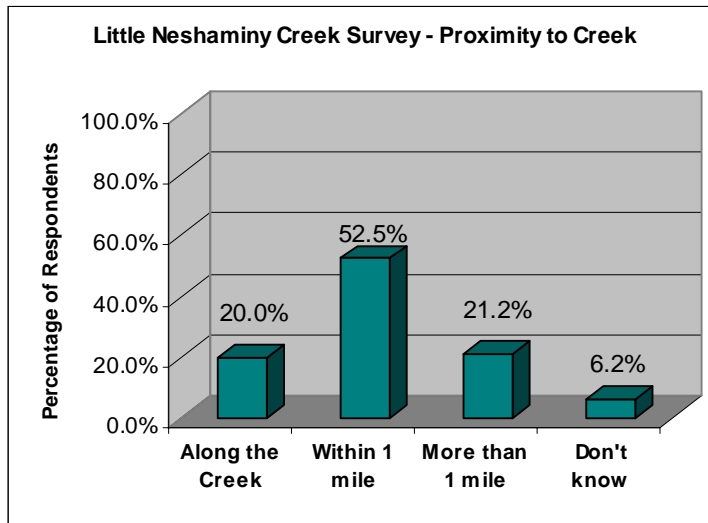 Little Neshaminy Creek Survey - Proximity to Creek
Percentage of Respondents
100.0%
80.0%
60.0%
40.0%
20.0%
0.0%
20.0%
52.5%
21.2%
6.2%
Along the
Creek
Within 1
mile
More than
1 mile
Don't
know